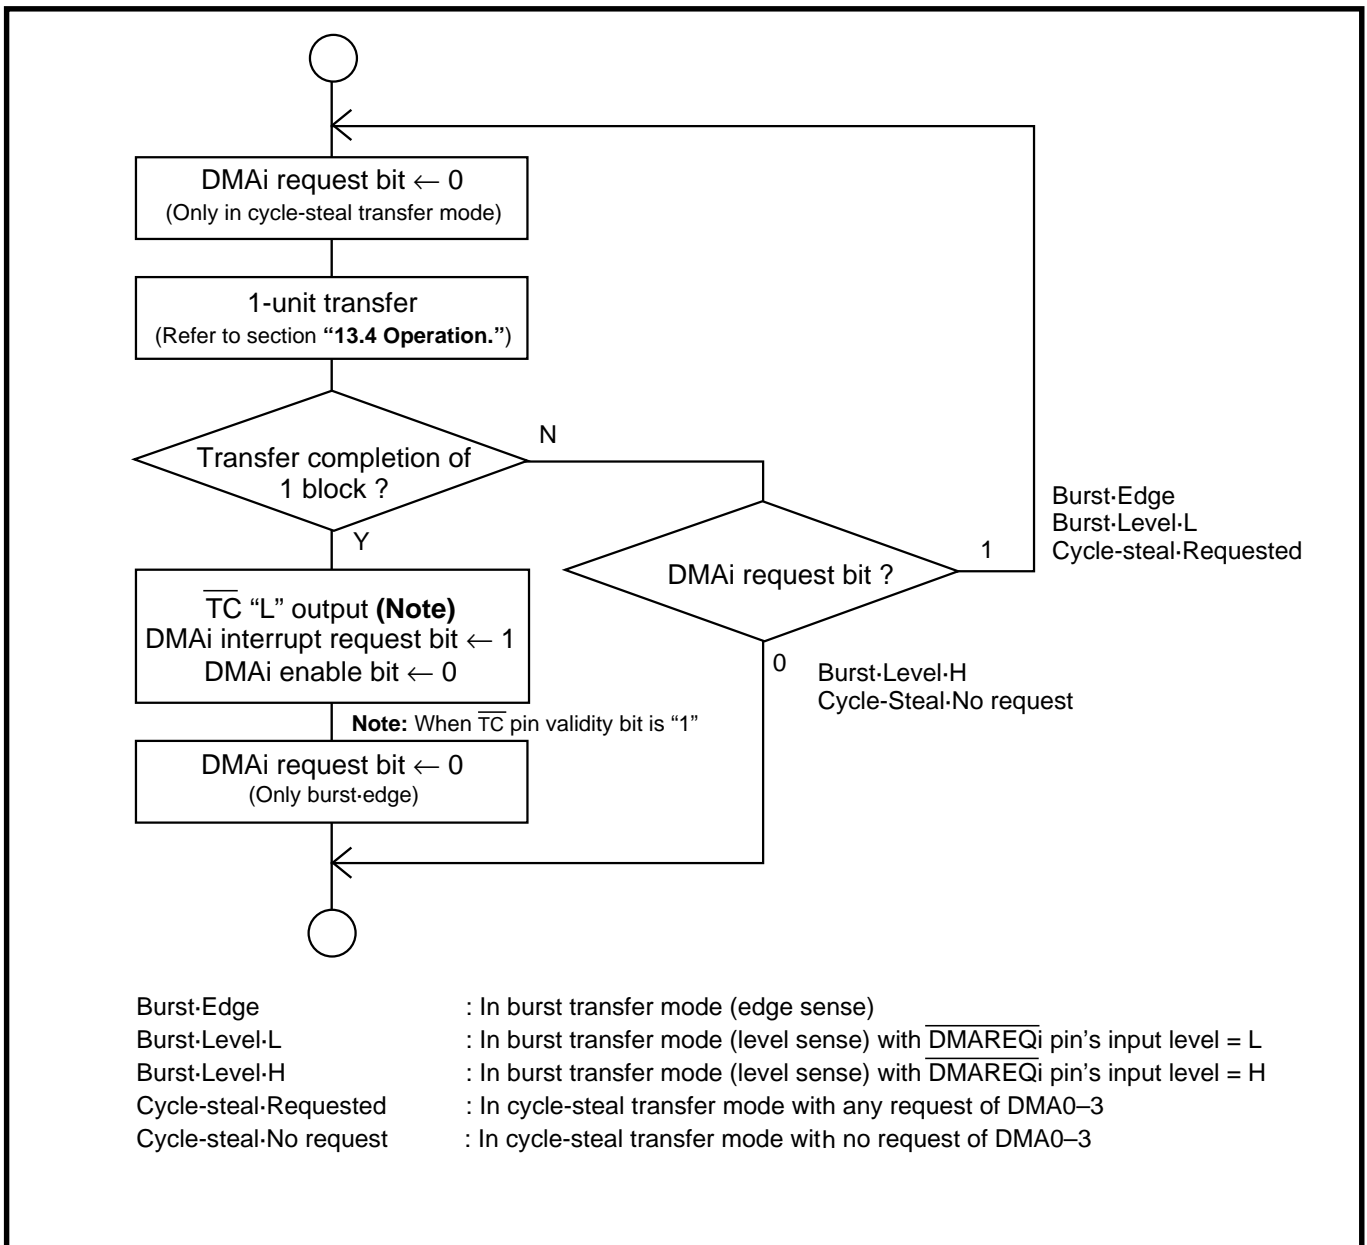 DMAi request bit ← 0
(Only in cycle-steal transfer mode)
1-unit transfer
(Refer to section “13.4 Operation.”)
Transfer completion of
1 block ?
N
Y
DMAi request bit ?
1
Burst·Edge
Burst·Level·L
Cycle-steal·Requested
0
Burst·Level·H
Cycle-Steal·No request
T̅C̅ “L” output (Note)
DMAi interrupt request bit ← 1
DMAi enable bit ← 0
Note: When T̅C̅ pin validity bit is “1”
DMAi request bit ← 0
(Only burst·edge)
Burst·Edge : In burst transfer mode (edge sense)
Burst·Level·L : In burst transfer mode (level sense) with D̅M̅A̅R̅E̅Q̅i̅ pin’s input level = L
Burst·Level·H : In burst transfer mode (level sense) with D̅M̅A̅R̅E̅Q̅i̅ pin’s input level = H
Cycle-steal·Requested : In cycle-steal transfer mode with any request of DMA0–3
Cycle-steal·No request : In cycle-steal transfer mode with no request of DMA0–3